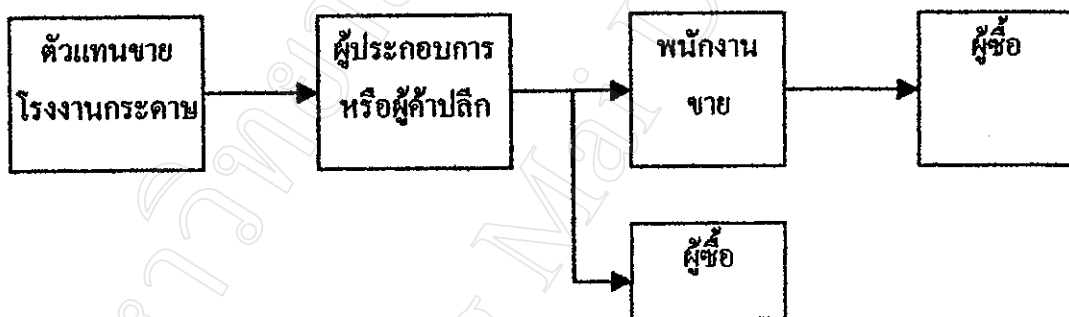 ตัวแทนขาย
โรงงานกระดาษ
ผู้ประกอบการ
หรือผู้ค้าปลีก
พนักงาน
ขาย
ผู้ซื้อ
ผู้ซื้อ